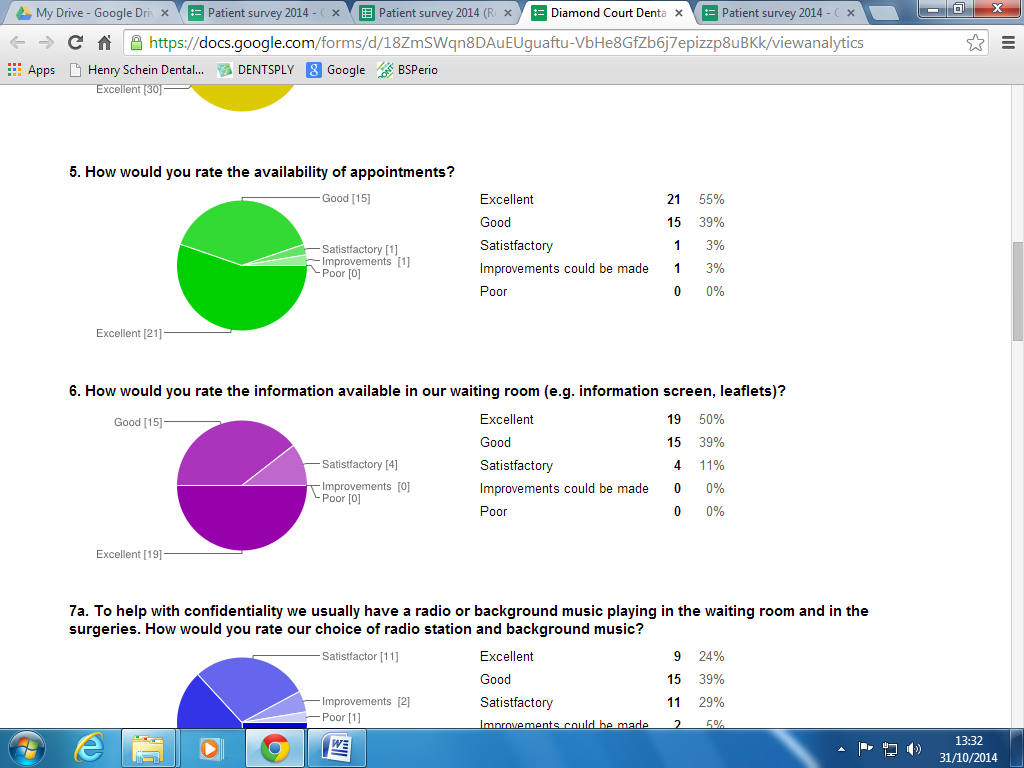 My Drive - Google Driv
Patient survey 2014 - G
Patient survey 2014 (Re
Diamond Court Denta
Patient survey 2014 - G
https://docs.google.com/forms/d/18ZmSWqn8DAuEUguaftu-VbHe8GfZb6j7epizzp8uBKk/viewanalytics
Apps Henry Schein Dental... DENTSPLY Google BSPerio
Excellent [30]
5. How would you rate the availability of appointments?
Good [15]
Satistfactory [1]
Improvements [1]
Poor [0]
Excellent [21]
Excellent 21 55%
Good 15 39%
Satistfactory 1 3%
Improvements could be made 1 3%
Poor 0 0%
6. How would you rate the information available in our waiting room (e.g. information screen, leaflets)?
Good [15]
Satistfactory [4]
Improvements [0]
Poor [0]
Excellent [19]
Excellent 19 50%
Good 15 39%
Satistfactory 4 11%
Improvements could be made 0 0%
Poor 0 0%
7a. To help with confidentiality we usually have a radio or background music playing in the waiting room and in the
surgeries. How would you rate our choice of radio station and background music?
Satisfactor [11]
Improvements [2]
Poor [1]
Excellent 9 24%
Good 15 39%
Satisfactory 11 29%
Improvements could be made 2 5%
13:32
31/10/2014